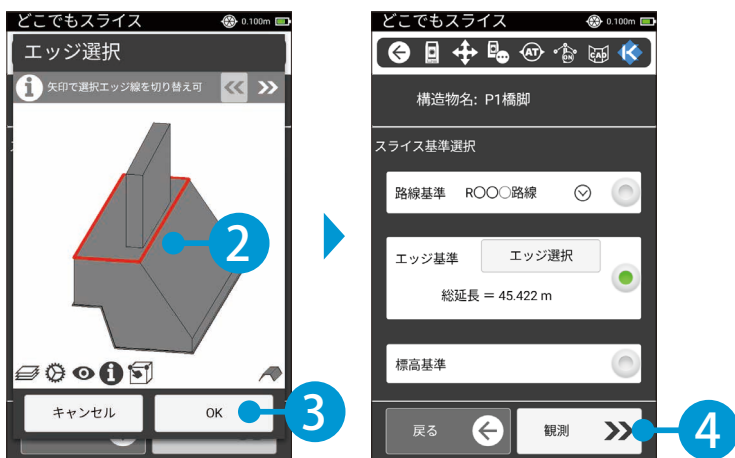 どこでもスライス
0.100m
エッジ選択
矢印で選択エッジ線を切り替え可
2
キャンセル
OK
3
どこでもスライス
0.100m
AT
ON
CAD
構造物名: P1橋脚
スライス基準選択
路線基準 R〇〇〇路線
エッジ基準 エッジ選択
総延長 = 45.422 m
標高基準
戻る
観測
4